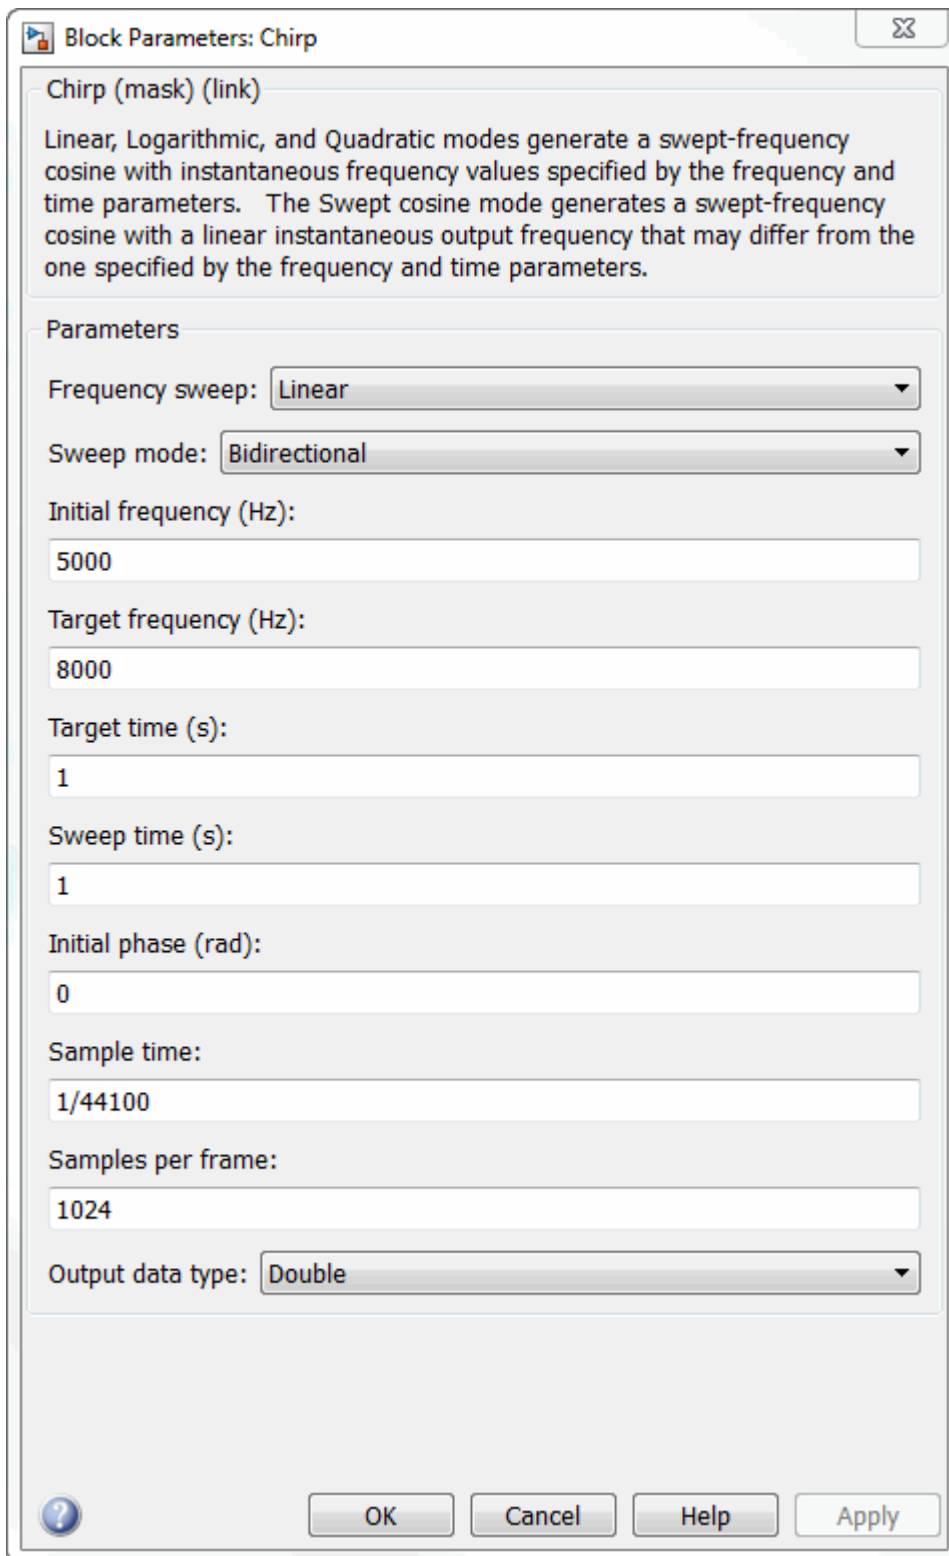 Block Parameters: Chirp
Chirp (mask) (link)
Linear, Logarithmic, and Quadratic modes generate a swept-frequency
cosine with instantaneous frequency values specified by the frequency and
time parameters.   The Swept cosine mode generates a swept-frequency
cosine with a linear instantaneous output frequency that may differ from the
one specified by the frequency and time parameters.
Parameters
Frequency sweep: Linear
Sweep mode: Bidirectional
Initial frequency (Hz):
5000
Target frequency (Hz):
8000
Target time (s):
1
Sweep time (s):
1
Initial phase (rad):
0
Sample time:
1/44100
Samples per frame:
1024
Output data type: Double
? OK Cancel Help Apply